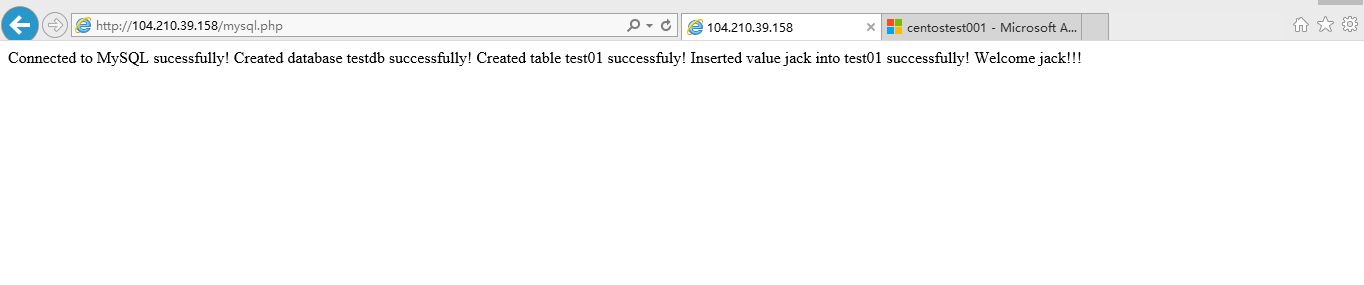 http://104.210.39.158/mysql.php
104.210.39.158
centostest001 - Microsoft A...
Connected to MySQL sucessfully! Created database testdb successfully! Created table test01 successfuly! Inserted value jack into test01 successfully! Welcome jack!!!